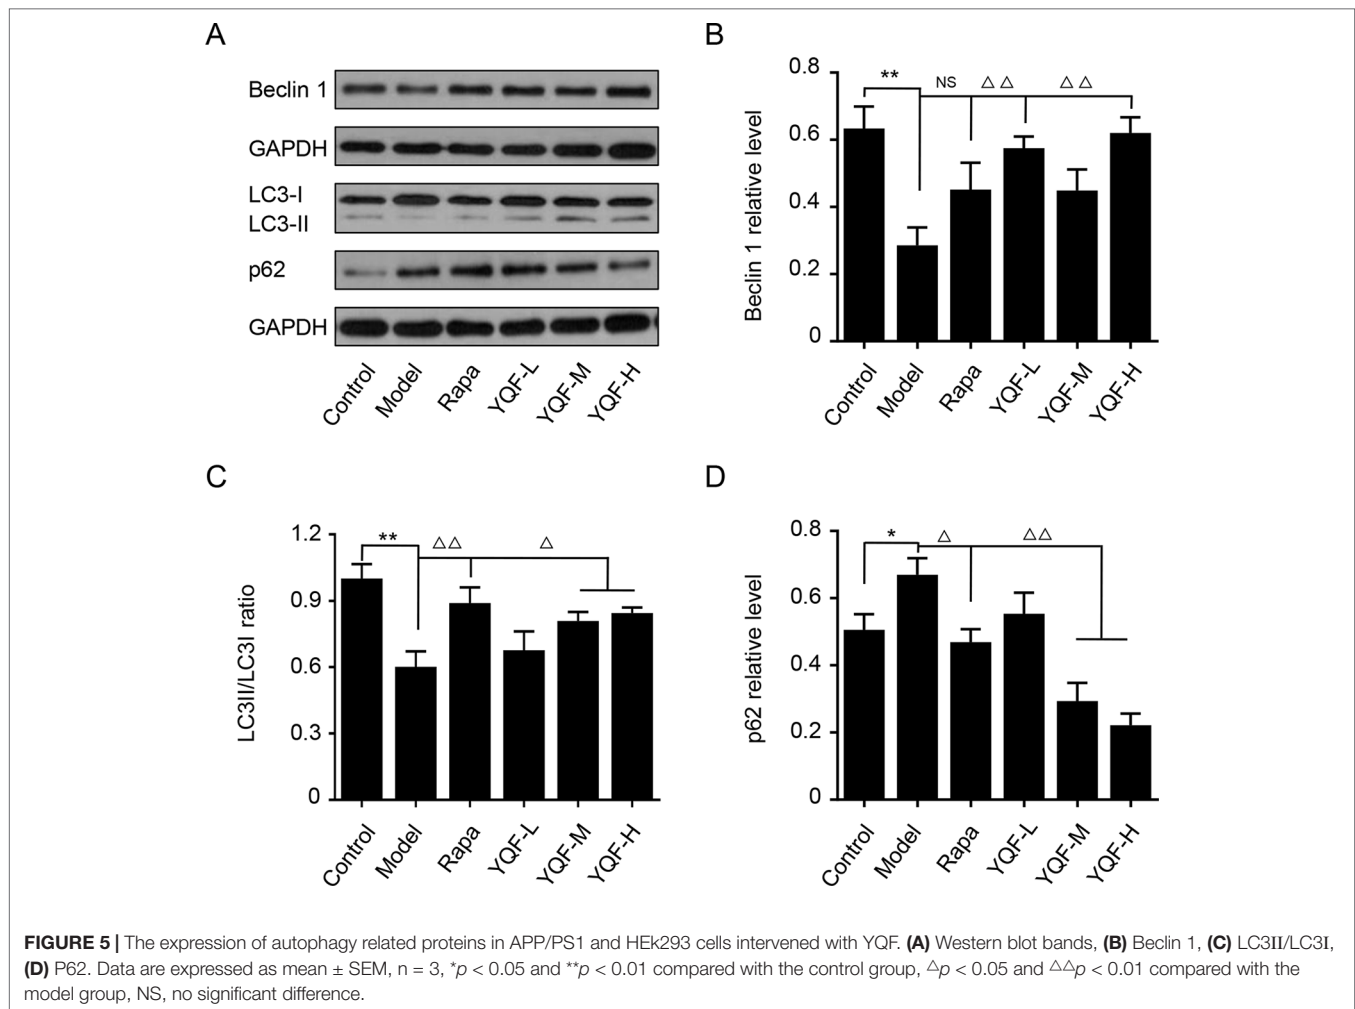 A
Beclin 1
GAPDH
LC3-I
LC3-II
p62
GAPDH
Control
Model
Rapa
YQF-L
YQF-M
YQF-H
B
Beclin 1 relative level
0.8
0.6
0.4
0.2
0
**
NS
△△
△△
Control
Model
Rapa
YQF-L
YQF-M
YQF-H
C
LC3II/LC3I ratio
1.2
0.9
0.6
0.3
0
**
△△
△
Control
Model
Rapa
YQF-L
YQF-M
YQF-H
D
p62 relative level
0.8
0.6
0.4
0.2
0
*
△
△△
Control
Model
Rapa
YQF-L
YQF-M
YQF-H
FIGURE 5 | The expression of autophagy related proteins in APP/PS1 and HEk293 cells intervened with YQF. (A) Western blot bands, (B) Beclin 1, (C) LC3II/LC3I,
(D) P62. Data are expressed as mean ± SEM, n = 3, *p < 0.05 and **p < 0.01 compared with the control group, △p < 0.05 and △△p < 0.01 compared with the
model group, NS, no significant difference.